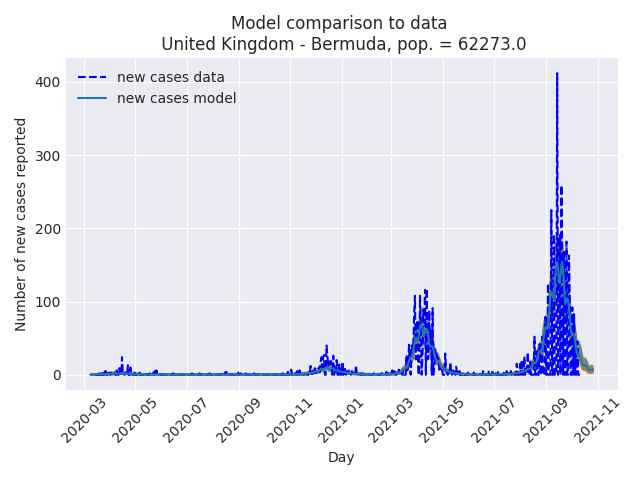 Model comparison to data
United Kingdom - Bermuda, pop. = 62273.0
new cases data
new cases model
Number of new cases reported
400
300
200
100
0
2020-03
2020-05
2020-07
2020-09
2020-11
2021-01
2021-03
2021-05
2021-07
2021-09
2021-11
Day